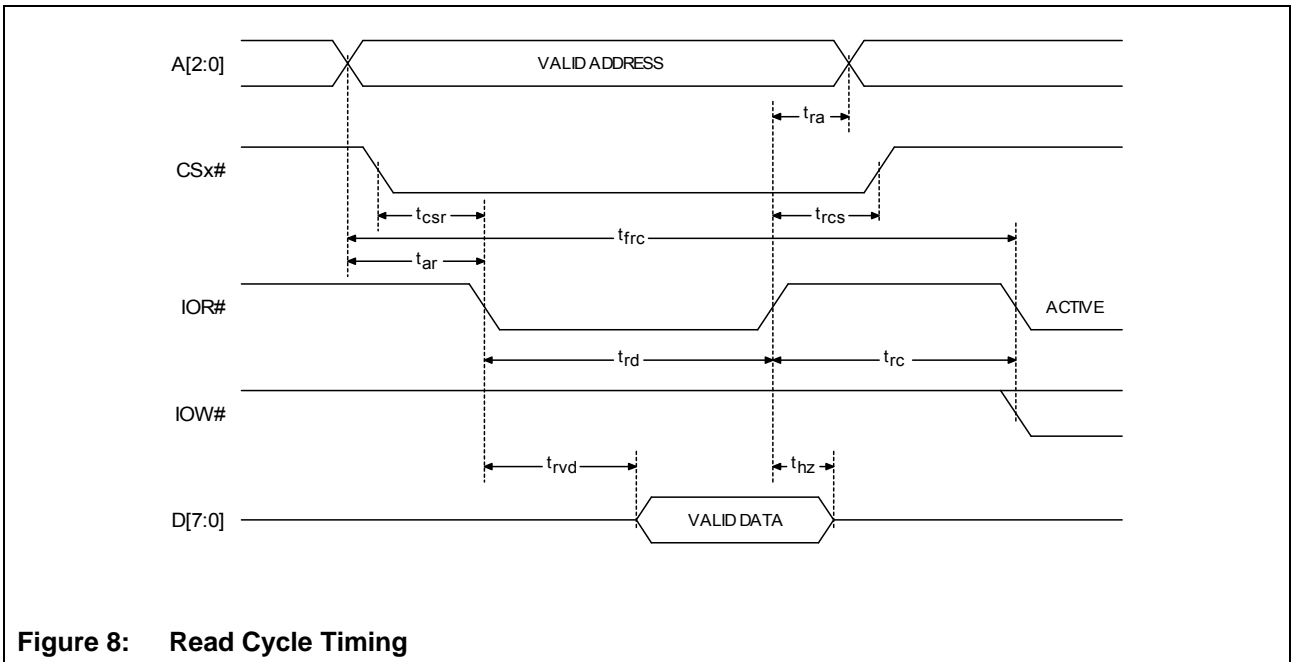 A[2:0]
VALID ADDRESS
tra
CSx#
tcsr
trcs
tfrc
tar
IOR#
ACTIVE
trd
trc
IOW#
trvd
thz
D[7:0]
VALID DATA
Figure 8: Read Cycle Timing